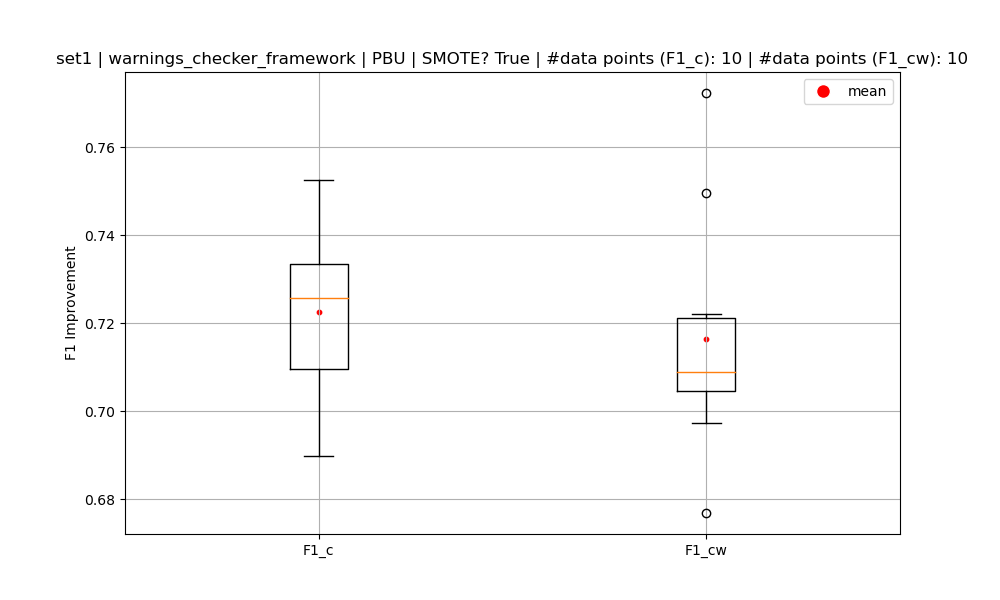 set1 | warnings_checker_framework | PBU | SMOTE? True | #data points (F1_c): 10 | #data points (F1_cw): 10
mean
0.76
0.74
0.72
0.70
0.68
F1 Improvement
F1_c
F1_cw